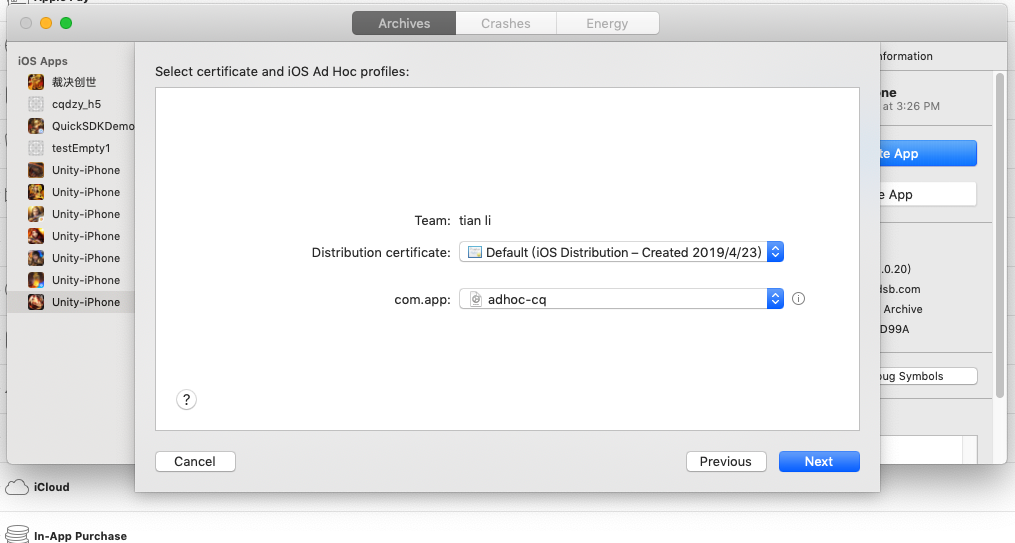 Archives
Crashes
Energy
iOS Apps
裁决创世
cqdzy_h5
QuickSDKDemo
testEmpty1
Unity-iPhone
Unity-iPhone
Unity-iPhone
Unity-iPhone
Unity-iPhone
Unity-iPhone
Unity-iPhone
Select certificate and iOS Ad Hoc profiles:
Team: tian li
Distribution certificate: Default (iOS Distribution – Created 2019/4/23)
com.app: adhoc-cq
?
Cancel
Previous
Next
nformation
one
at 3:26 PM
te App
e App
.0.20)
dsb.com
Archive
D99A
bug Symbols
iCloud
In-App Purchase